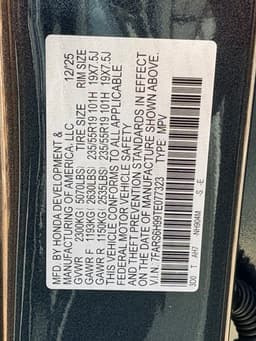 MFD. BY HONDA DEVELOPMENT &
MANUFACTURING OF AMERICA, LLC 12/25
TIRE SIZE RIM SIZE
GVWR 2300KG( 5070LBS)
GAWR F 1193KG( 2630LBS) 235/55R19 101H 19X7.5J
GAWR R 1150KG( 2535LBS) 235/55R19 101H 19X7.5J
THIS VEHICLE CONFORMS TO ALL APPLICABLE
FEDERAL MOTOR VEHICLE SAFETY
AND THEFT PREVENTION STANDARDS IN EFFECT
ON THE DATE OF MANUFACTURE SHOWN ABOVE.
V.I.N. TYPE MPV
3D0 T AH7 NH904M -S -E